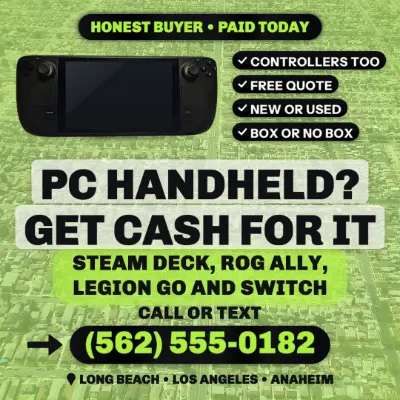 HONEST BUYER • PAID TODAY
✓ CONTROLLERS TOO
✓ FREE QUOTE
✓ NEW OR USED
✓ BOX OR NO BOX
PC HANDHELD?
GET CASH FOR IT
STEAM DECK, ROG ALLY,
LEGION GO AND SWITCH
CALL OR TEXT
→ (562) 555-0182
LONG BEACH • LOS ANGELES • ANAHEIM